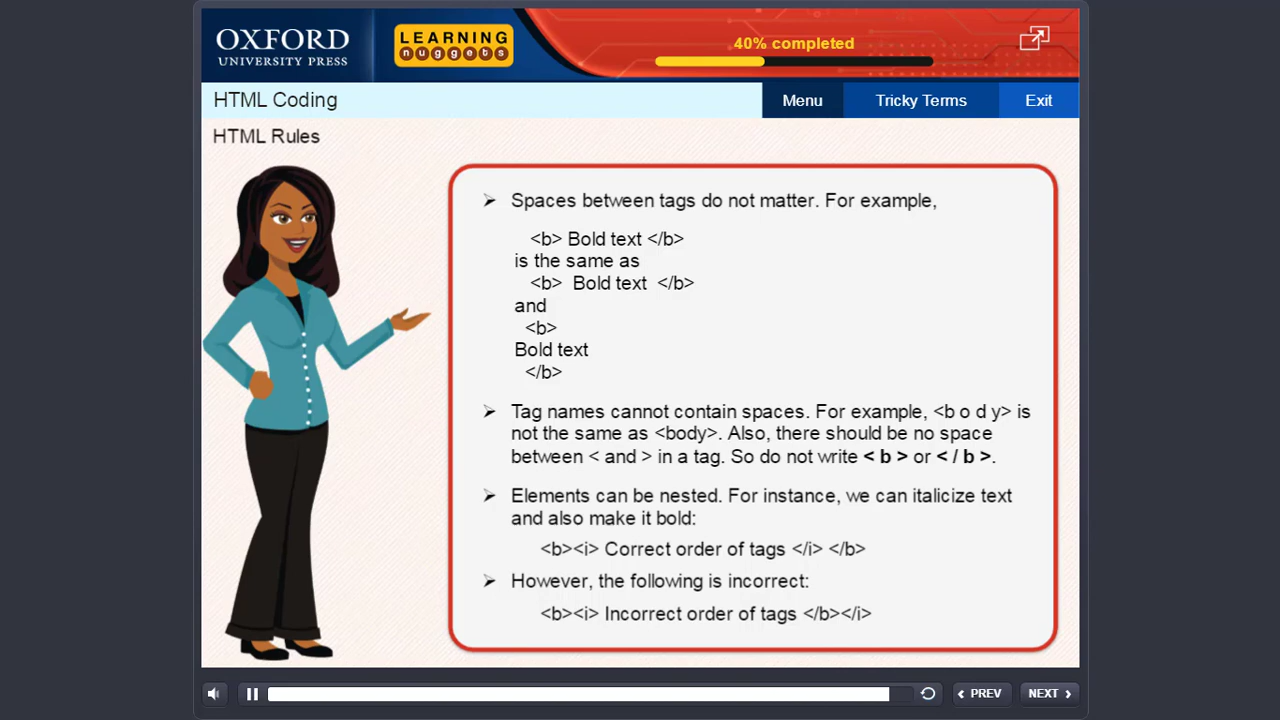 OXFORD
UNIVERSITY PRESS
LEARNING
nuggets
40% completed
HTML Coding
Menu
Tricky Terms
Exit
HTML Rules
➢ Spaces between tags do not matter. For example,
<b> Bold text </b>
is the same as
<b>  Bold text  </b>
and
<b>
Bold text
</b>
➢ Tag names cannot contain spaces. For example, <b o d y> is
not the same as <body>. Also, there should be no space
between < and > in a tag. So do not write < b > or < / b >.
➢ Elements can be nested. For instance, we can italicize text
and also make it bold:
<b><i> Correct order of tags </i> </b>
➢ However, the following is incorrect:
<b><i> Incorrect order of tags </b></i>
PREV
NEXT